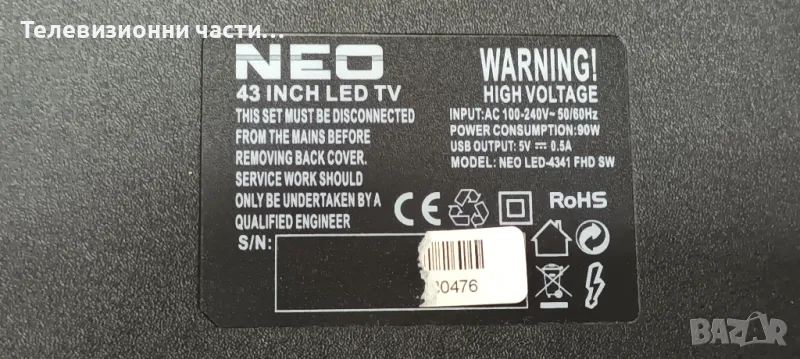 Телевизионни части...
NEO
43 INCH LED TV
THIS SET MUST BE DISCONNECTED
FROM THE MAINS BEFORE
REMOVING BACK COVER.
SERVICE WORK SHOULD
ONLY BE UNDERTAKEN BY A
QUALIFIED ENGINEER
S/N:
WARNING!
HIGH VOLTAGE
INPUT:AC 100-240V~ 50/60Hz
POWER CONSUMPTION:90W
USB OUTPUT: 5V ⎓ 0.5A
MODEL: NEO LED-4341 FHD SW
CE
RoHS
0476
BAZAR